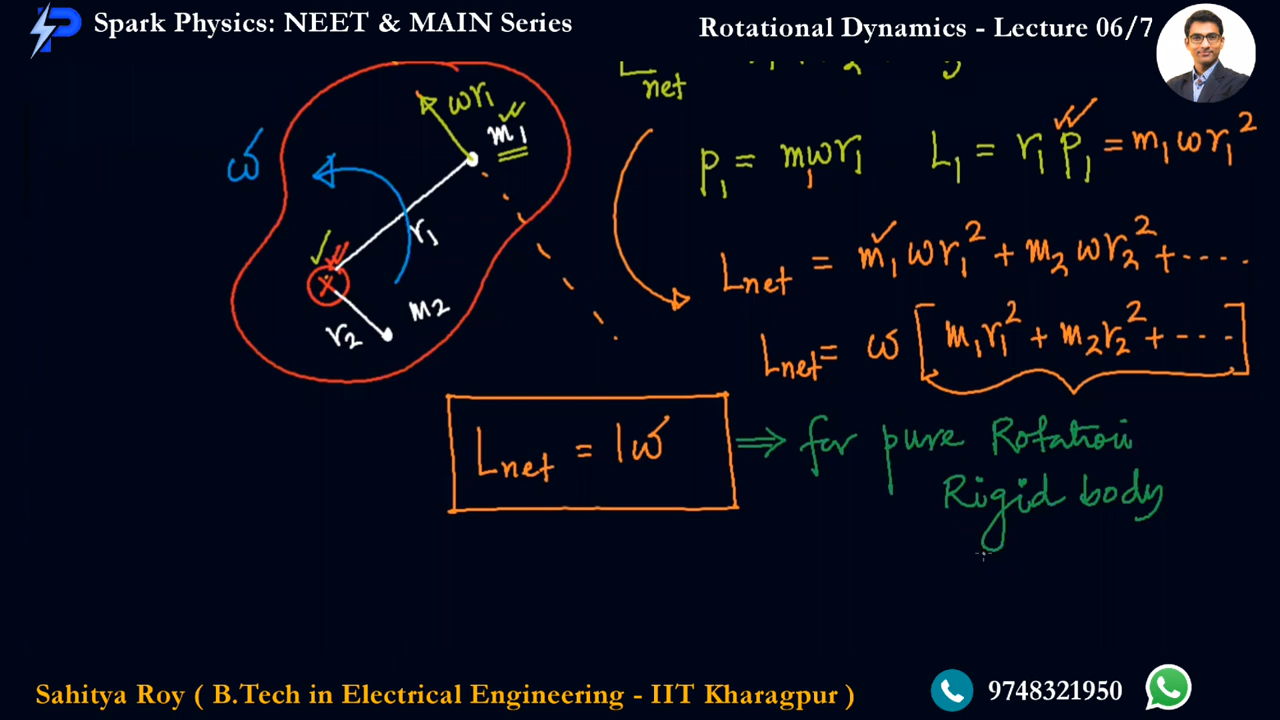 Spark Physics: NEET & MAIN Series
Rotational Dynamics - Lecture 06/7
L net
ω
ωr₁
m₁
r₁
r₂
m₂
p₁ = m₁ωr₁
L₁ = r₁ p₁ = m₁ωr₁²
Lnet = m₁ωr₁² + m₂ωr₂² + ....
Lnet = ω [m₁r₁² + m₂r₂² + ---]
Lnet = Iω ⇒ for pure Rotation
Rigid body
Sahitya Roy ( B.Tech in Electrical Engineering - IIT Kharagpur )
9748321950